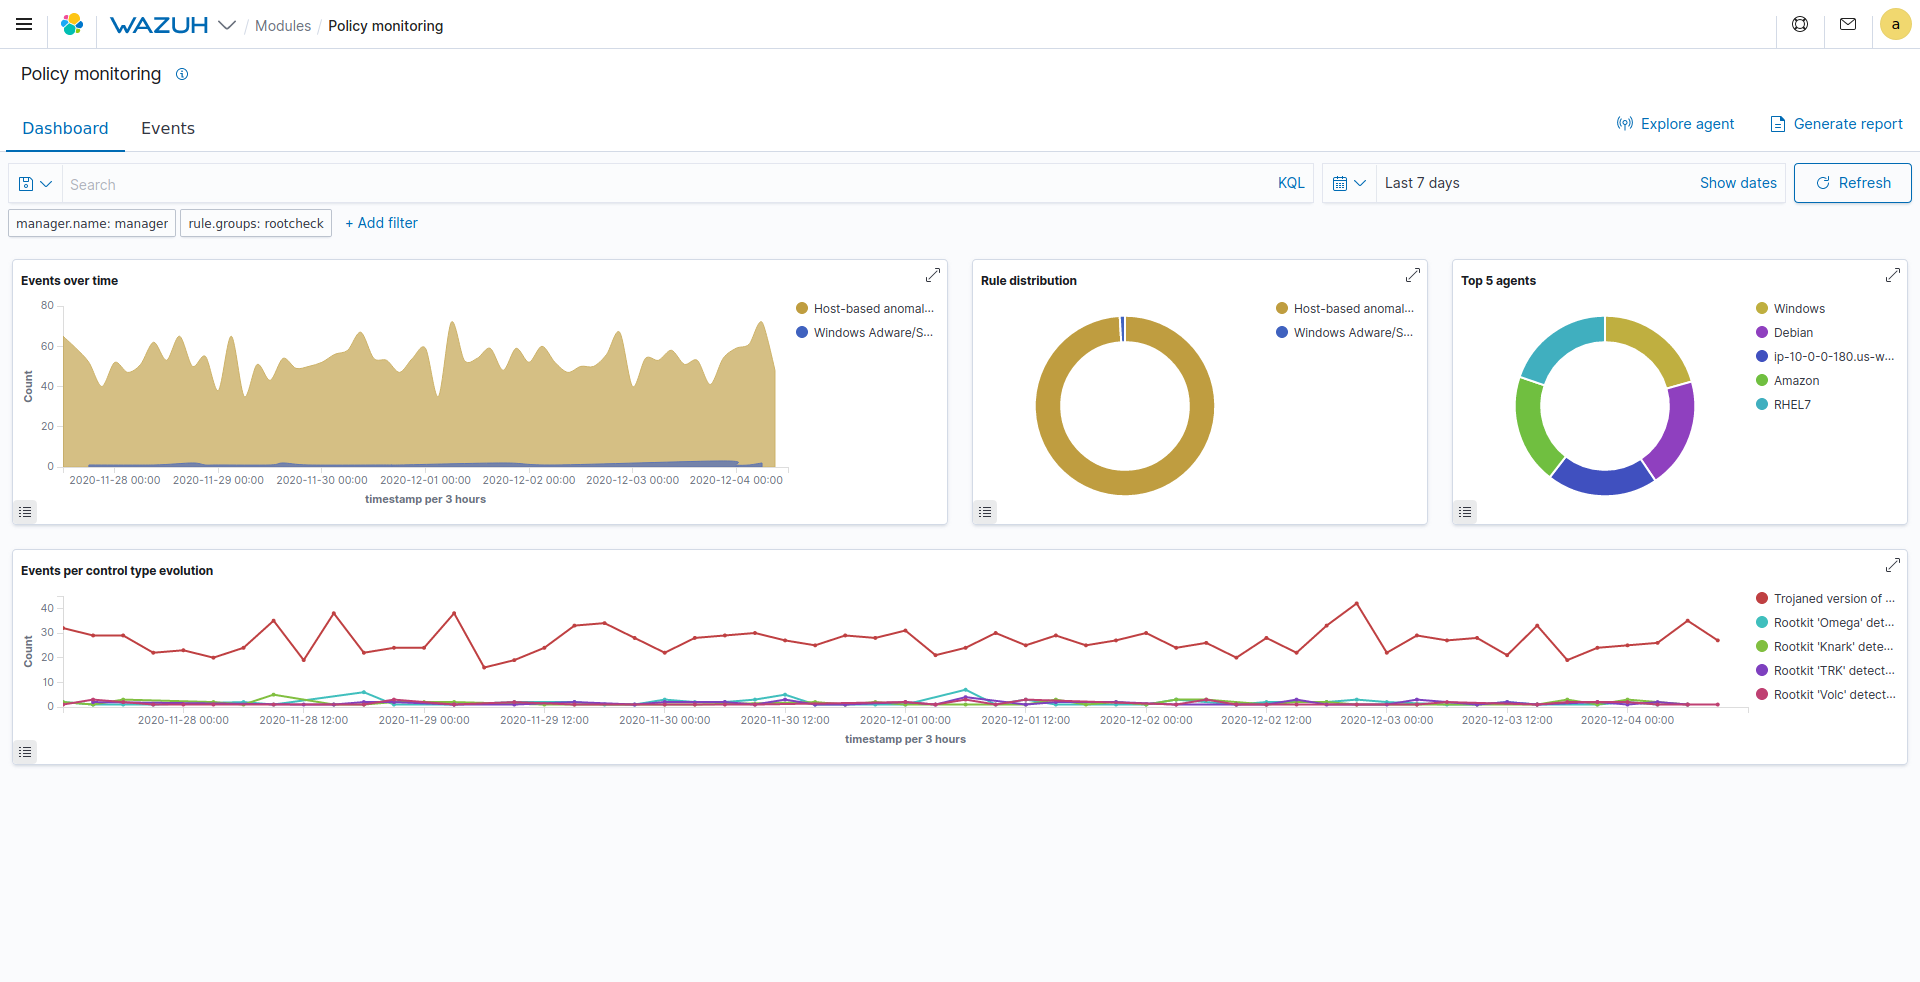 WAZUH / Modules / Policy monitoring
a
Policy monitoring
Dashboard Events
Explore agent Generate report
Search KQL Last 7 days Show dates Refresh
manager.name: manager rule.groups: rootcheck + Add filter
Events over time
80
60
40
20
0
Count
2020-11-28 00:00 2020-11-29 00:00 2020-11-30 00:00 2020-12-01 00:00 2020-12-02 00:00 2020-12-03 00:00 2020-12-04 00:00
timestamp per 3 hours
Host-based anomal...
Windows Adware/S...
Rule distribution
Host-based anomal...
Windows Adware/S...
Top 5 agents
Windows
Debian
ip-10-0-0-180.us-w...
Amazon
RHEL7
Events per control type evolution
40
30
20
10
0
Count
2020-11-28 00:00 2020-11-28 12:00 2020-11-29 00:00 2020-11-29 12:00 2020-11-30 00:00 2020-11-30 12:00 2020-12-01 00:00 2020-12-01 12:00 2020-12-02 00:00 2020-12-02 12:00 2020-12-03 00:00 2020-12-03 12:00 2020-12-04 00:00
timestamp per 3 hours
Trojaned version of ...
Rootkit 'Omega' det...
Rootkit 'Knark' dete...
Rootkit 'TRK' detect...
Rootkit 'Volc' detect...